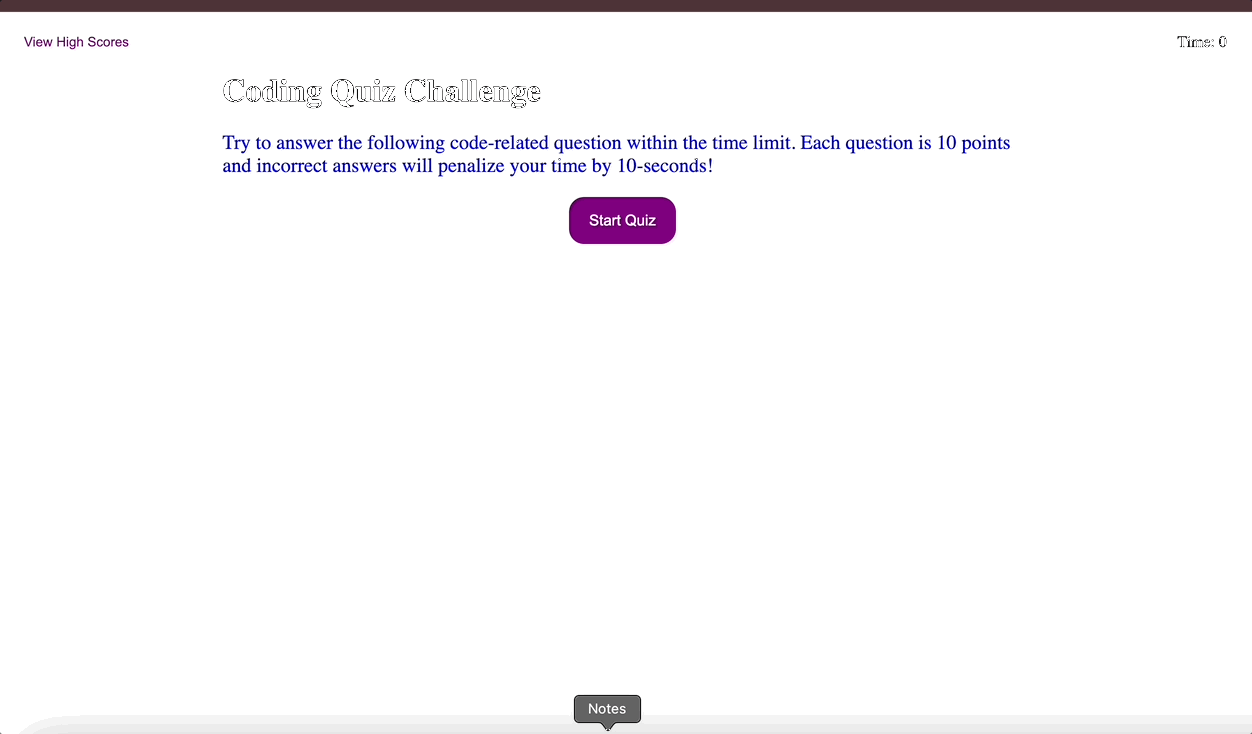 View High Scores
Time: 0
Coding Quiz Challenge
Try to answer the following code-related question within the time limit. Each question is 10 points
and incorrect answers will penalize your time by 10-seconds!
Start Quiz
Notes